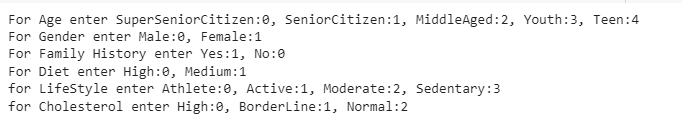 For Age enter SuperSeniorCitizen:0, SeniorCitizen:1, MiddleAged:2, Youth:3, Teen:4
For Gender enter Male:0, Female:1
For Family History enter Yes:1, No:0
For Diet enter High:0, Medium:1
for LifeStyle enter Athlete:0, Active:1, Moderate:2, Sedentary:3
for Cholesterol enter High:0, BorderLine:1, Normal:2